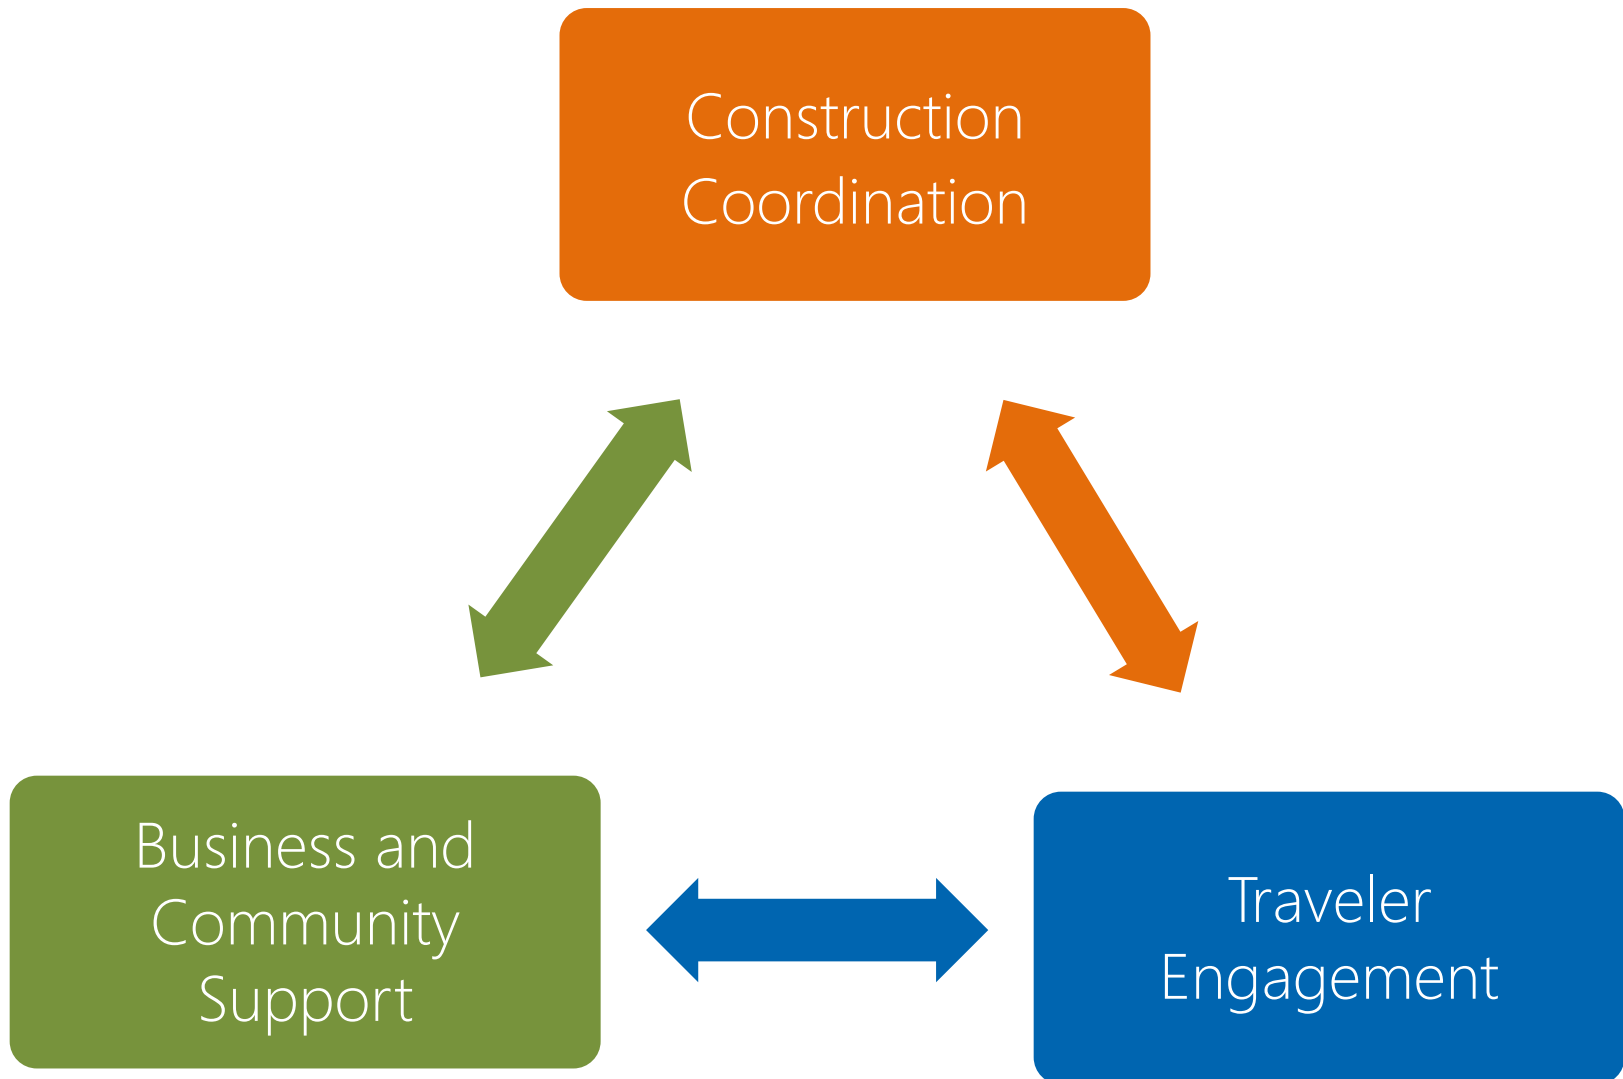 Construction
Coordination
Business and
Community
Support
Traveler
Engagement